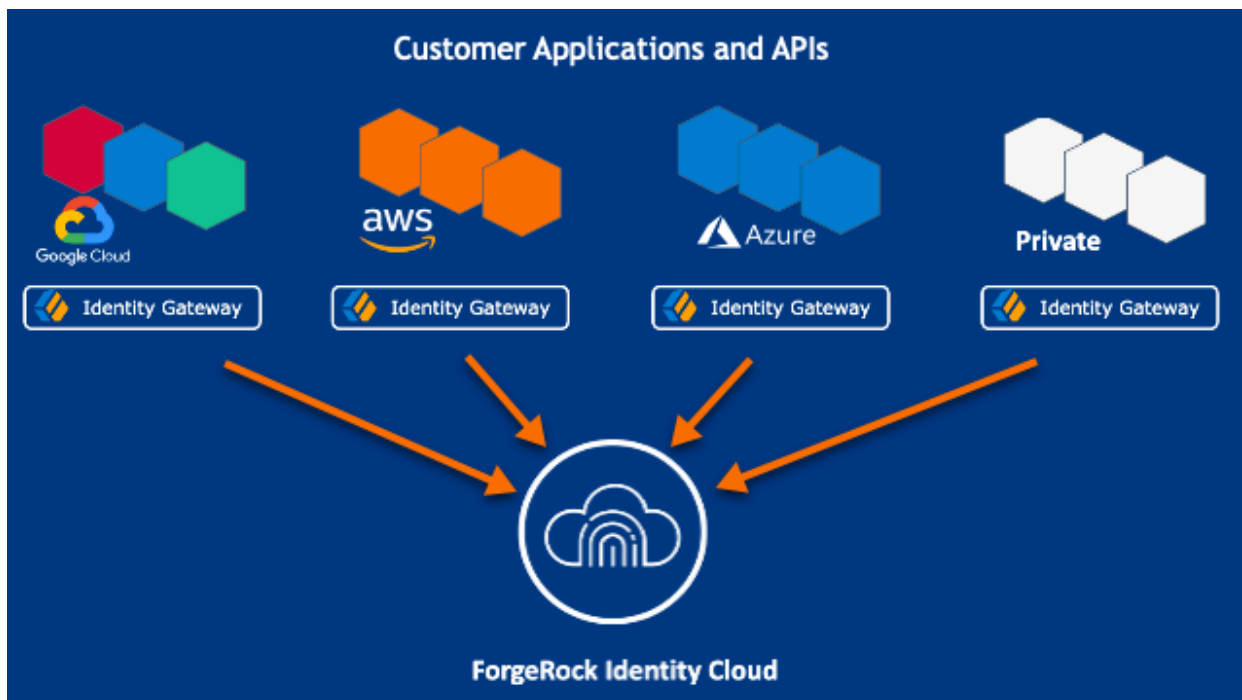 Customer Applications and APIs
Google Cloud
aws
Azure
Private
Identity Gateway
Identity Gateway
Identity Gateway
Identity Gateway
ForgeRock Identity Cloud